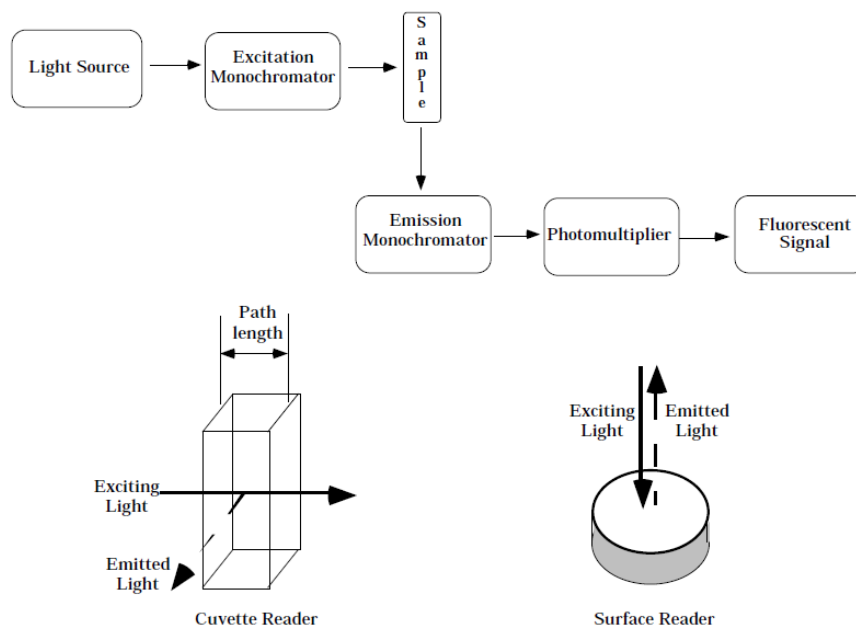 Light Source
Excitation
Monochromator
S
a
m
p
l
e
Emission
Monochromator
Photomultiplier
Fluorescent
Signal
Path
length
Exciting
Light
Emitted
Light
Cuvette Reader
Exciting
Light
Emitted
Light
Surface Reader